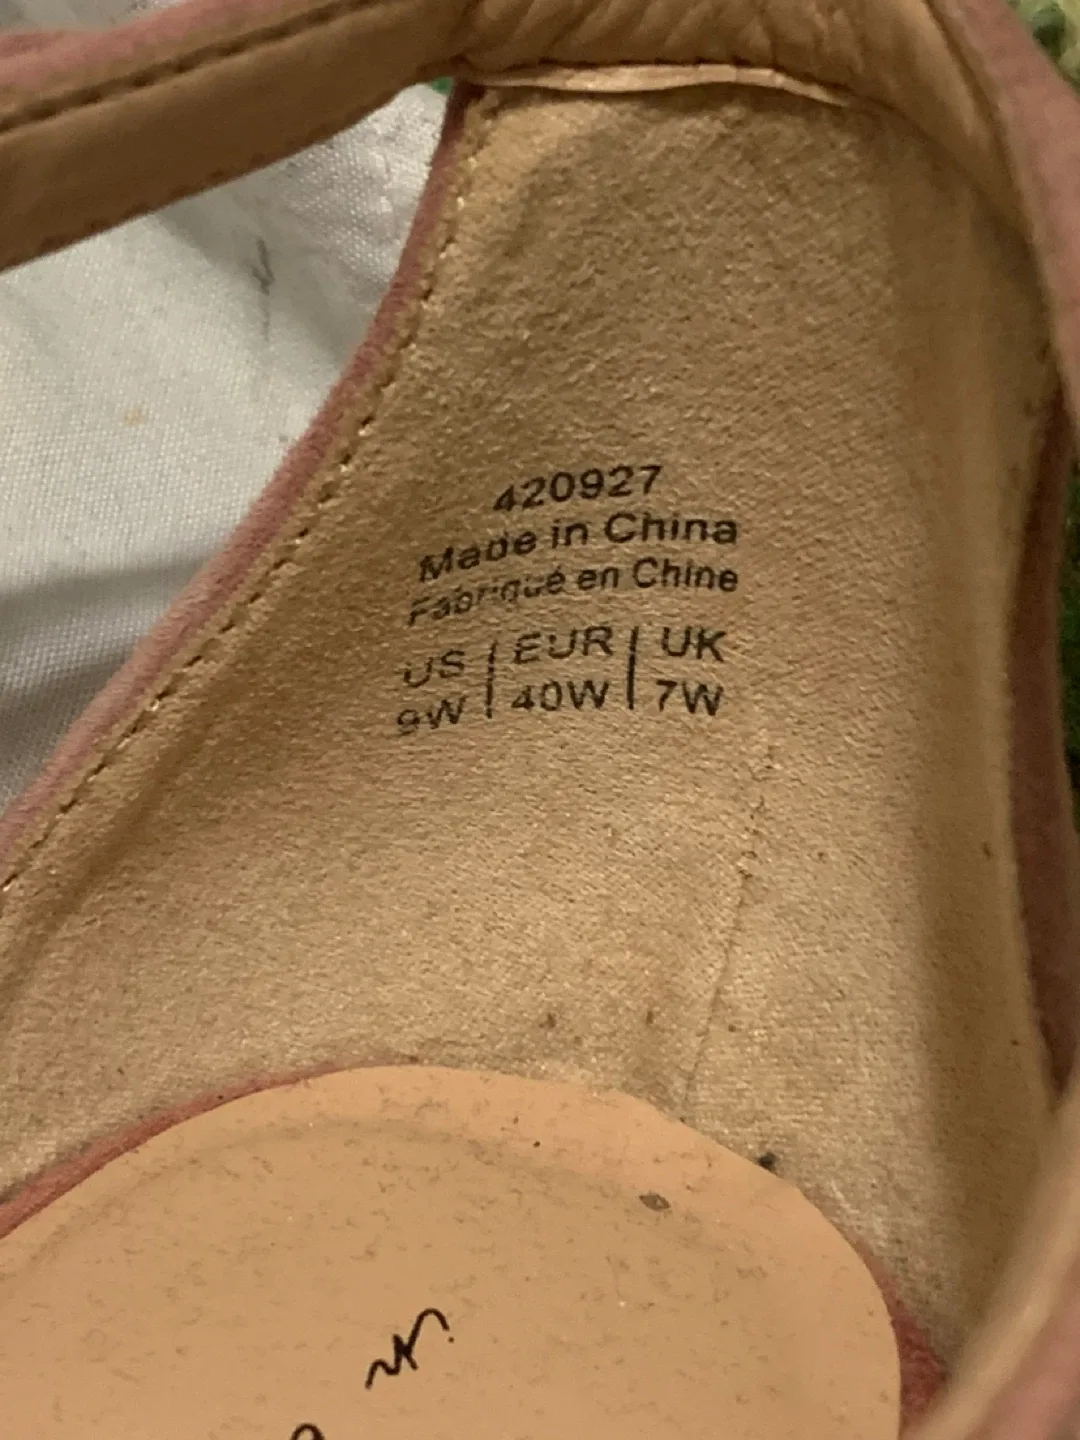 420927
Made in China
Fabriqué en Chine
US | EUR | UK
9W | 40W | 7W